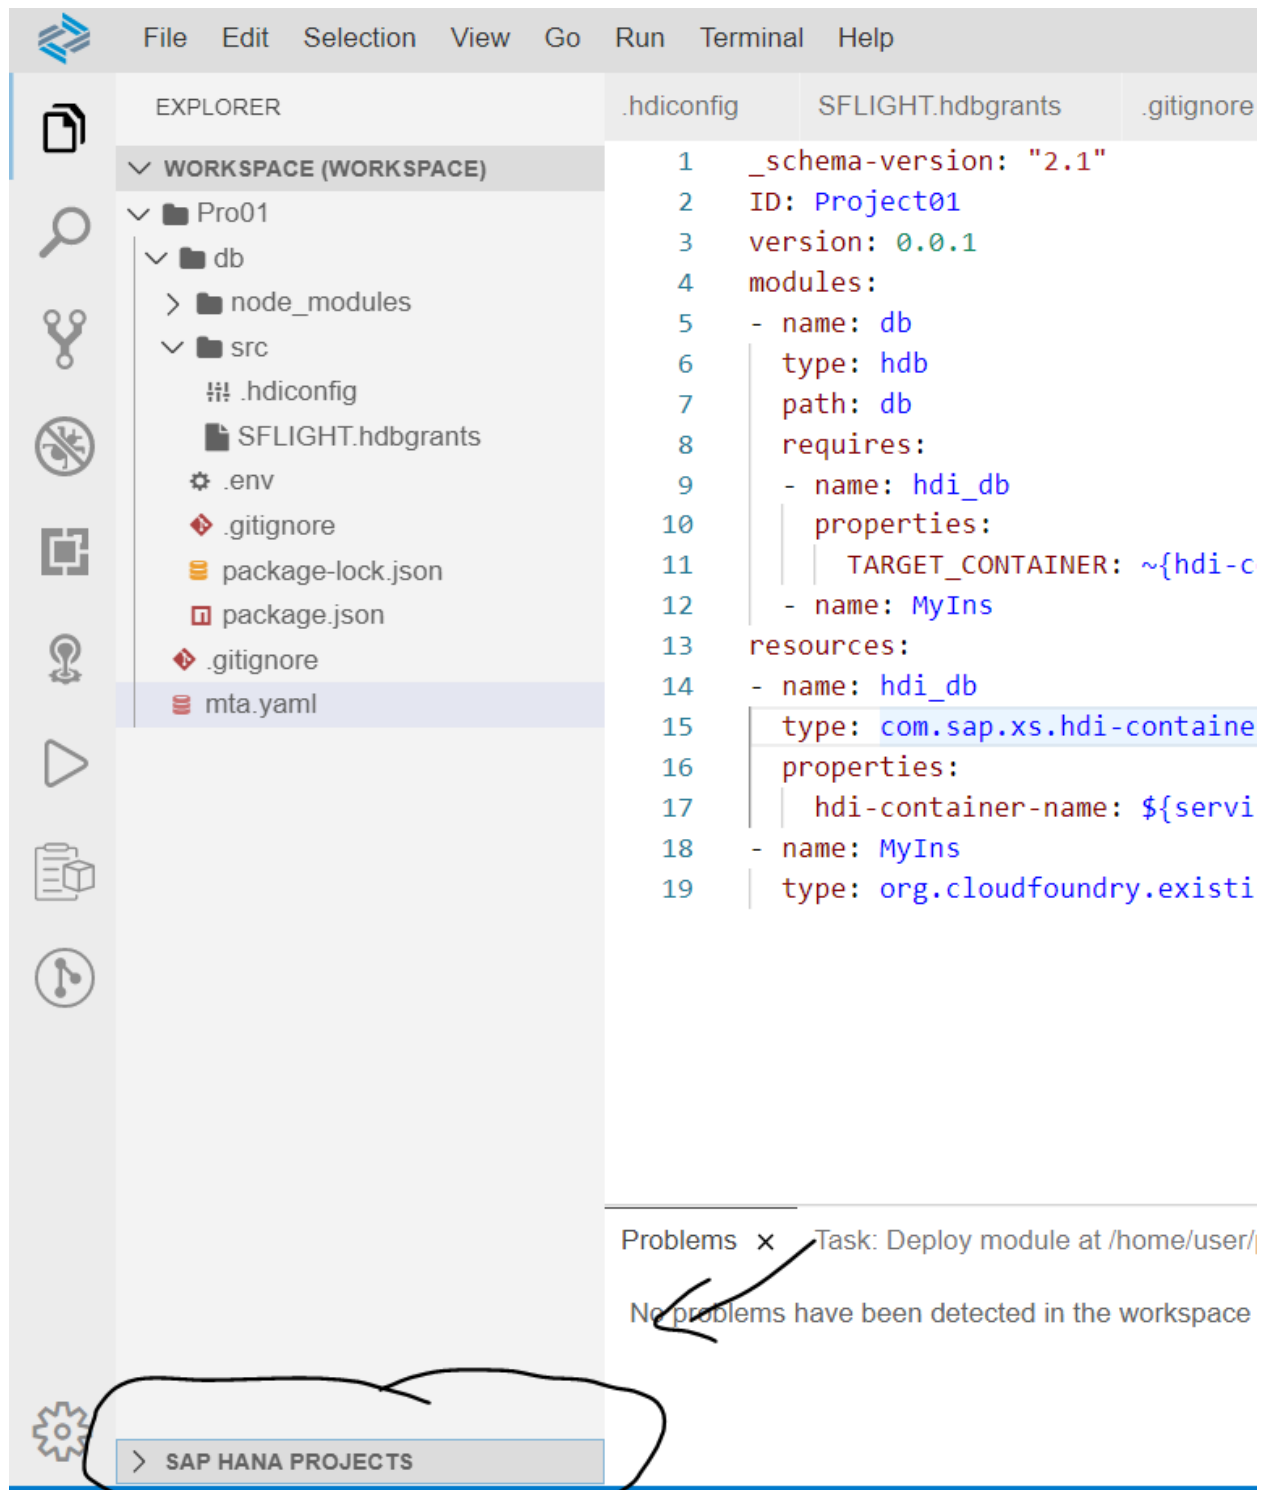 File Edit Selection View Go Run Terminal Help
EXPLORER
WORKSPACE (WORKSPACE)
Pro01
db
node_modules
src
.hdiconfig
SFLIGHT.hdbgrants
.env
.gitignore
package-lock.json
package.json
.gitignore
mta.yaml
SAP HANA PROJECTS
.hdiconfig SFLIGHT.hdbgrants .gitignore
1 _schema-version: "2.1"
2 ID: Project01
3 version: 0.0.1
4 modules:
5 - name: db
6 type: hdb
7 path: db
8 requires:
9 - name: hdi_db
10 properties:
11 TARGET_CONTAINER: ~{hdi-c
12 - name: MyIns
13 resources:
14 - name: hdi_db
15 type: com.sap.xs.hdi-containe
16 properties:
17 hdi-container-name: ${servi
18 - name: MyIns
19 type: org.cloudfoundry.existi
Problems × Task: Deploy module at /home/user/
No problems have been detected in the workspace